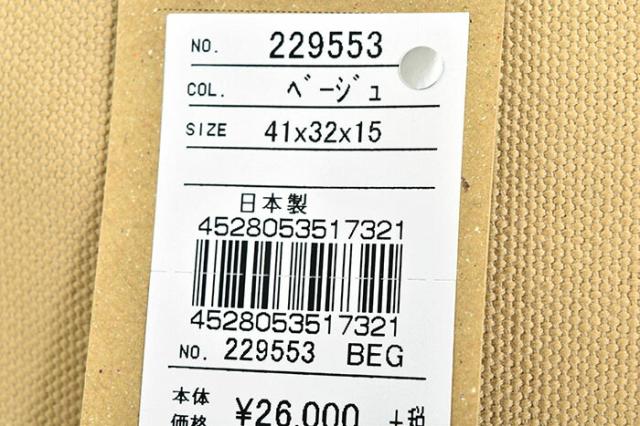 NO. 229553
COL. ﾍﾞｰｼﾞｭ
SIZE 41x32x15
日本製
4528053517321
4528053517321
NO. 229553 BEG
本体
価格 ¥26,000 +税